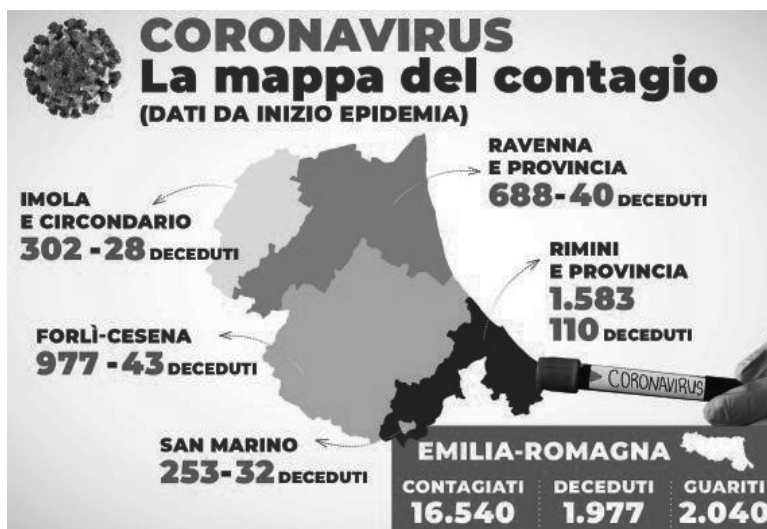 CORONAVIRUS
La mappa del contagio
(DATI DA INIZIO EPIDEMIA)
RAVENNA
E PROVINCIA
688-40 DECEDUTI
IMOLA
E CIRCONDARIO
302-28 DECEDUTI
RIMINI
E PROVINCIA
1.583
110 DECEDUTI
FORLÌ-CESENA
977-43 DECEDUTI
CORONAVIRUS
SAN MARINO
253-32 DECEDUTI
EMILIA-ROMAGNA
CONTAGIATI DECEDUTI GUARITI
16.540 1.977 2.040